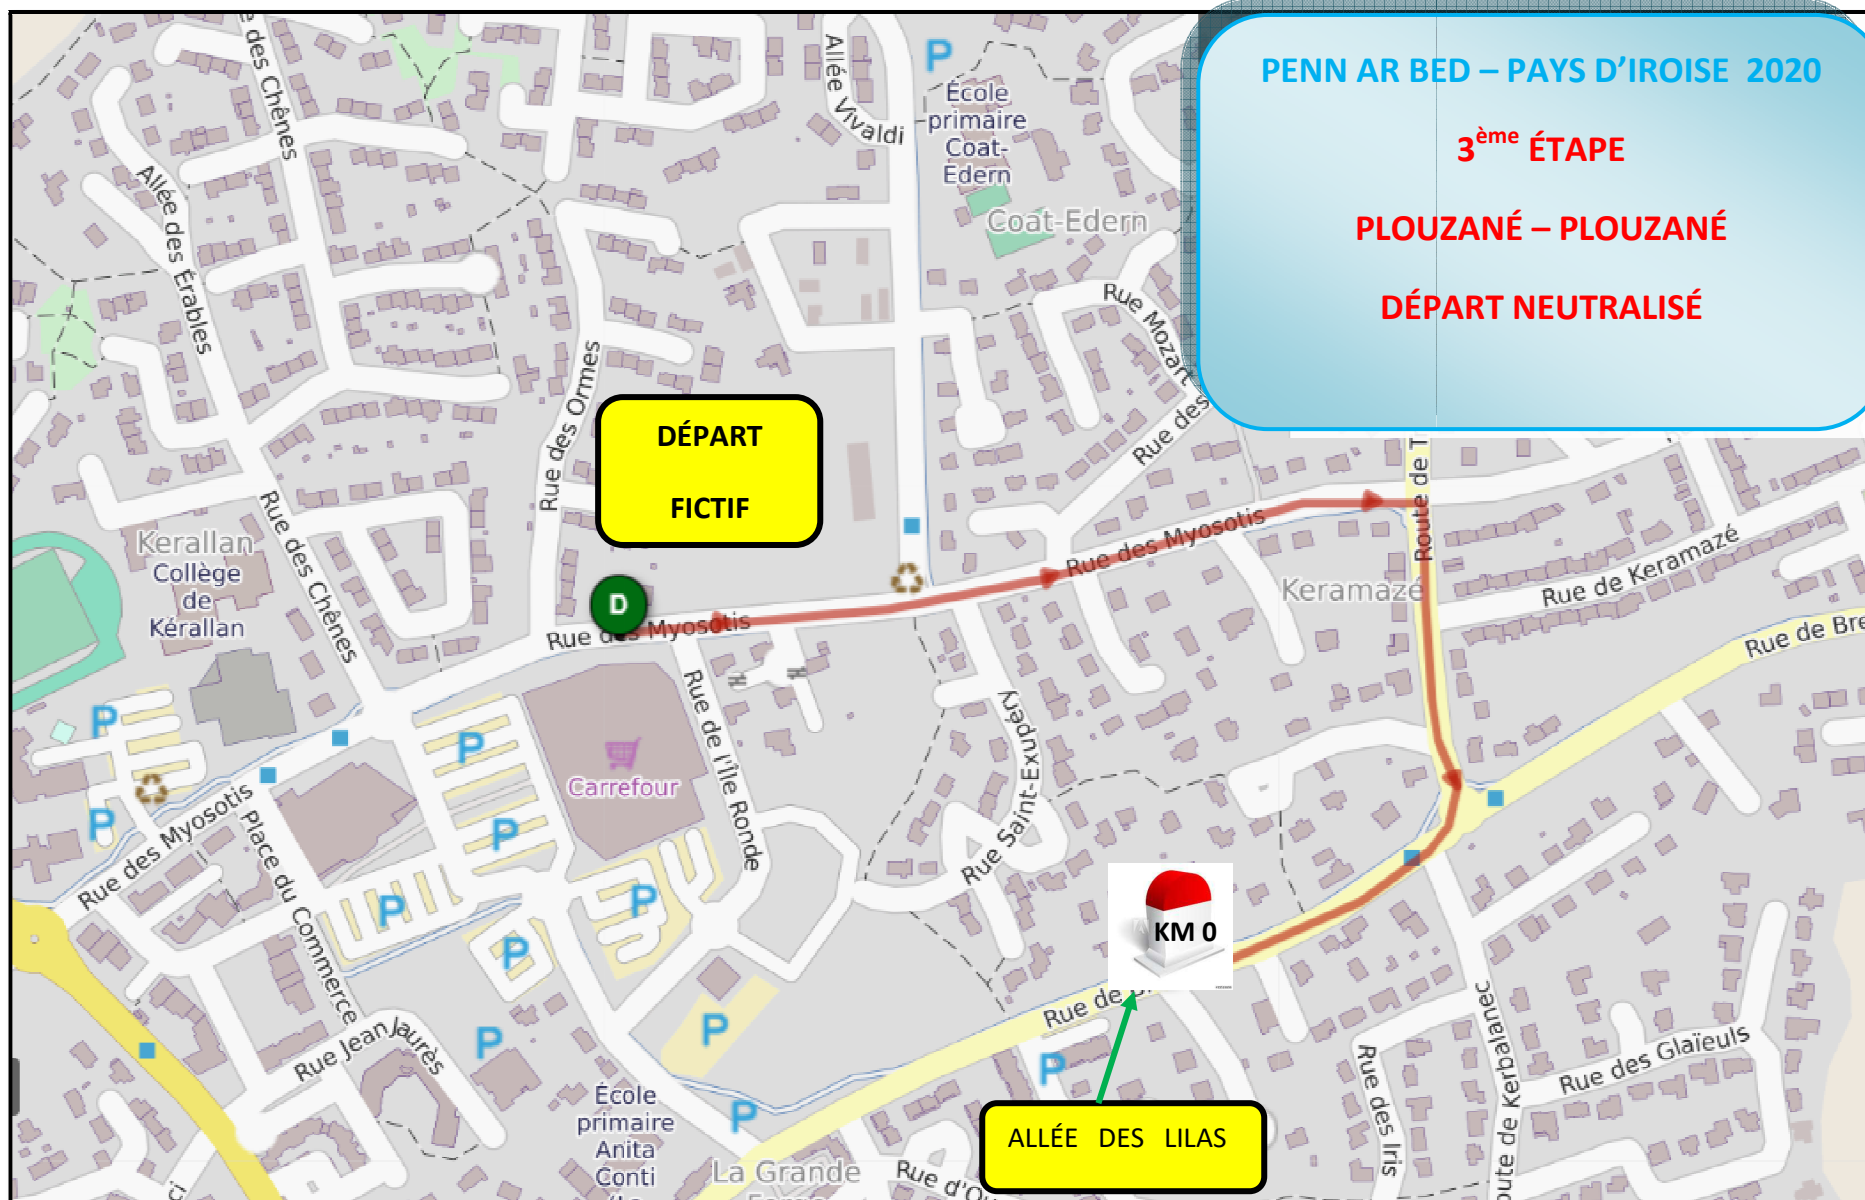 PENN AR BED – PAYS D'IROISE 2020
3ème ÉTAPE
PLOUZANÉ – PLOUZANÉ
DÉPART NEUTRALISÉ
DÉPART
FICTIF
D
KM 0
ALLÉE DES LILAS
des Chênes
Allée des Érables
Rue des Chênes
Allée Vivaldi
P
École
primaire
Coat-
Edern
Coat-Edern
Rue Mozart
Rue des
Rue des Ormes
Kerallan
Collège
de
Kérallan
Rue des Myosotis
Rue des Myosotis
Route de
Keramazé
Rue de Keramazé
Rue de
Rue de l'Île Ronde
Rue Saint-Exupéry
Carrefour
P
P
P
P
P
P
P
Rue des Myosotis
Place du Commerce
Rue Jean Jaurès
P
P
P
P
École
primaire
Anita
Conti
La Grande
Rue
Rue de
Rue des Iris
Route de Kerbalanec
Rue des Glaïeuls